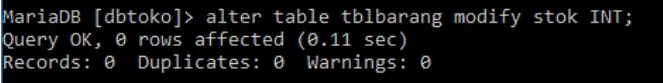 MariaDB [dbtoko]> alter table tblbarang modify stok INT;
Query OK, 0 rows affected (0.11 sec)
Records: 0  Duplicates: 0  Warnings: 0